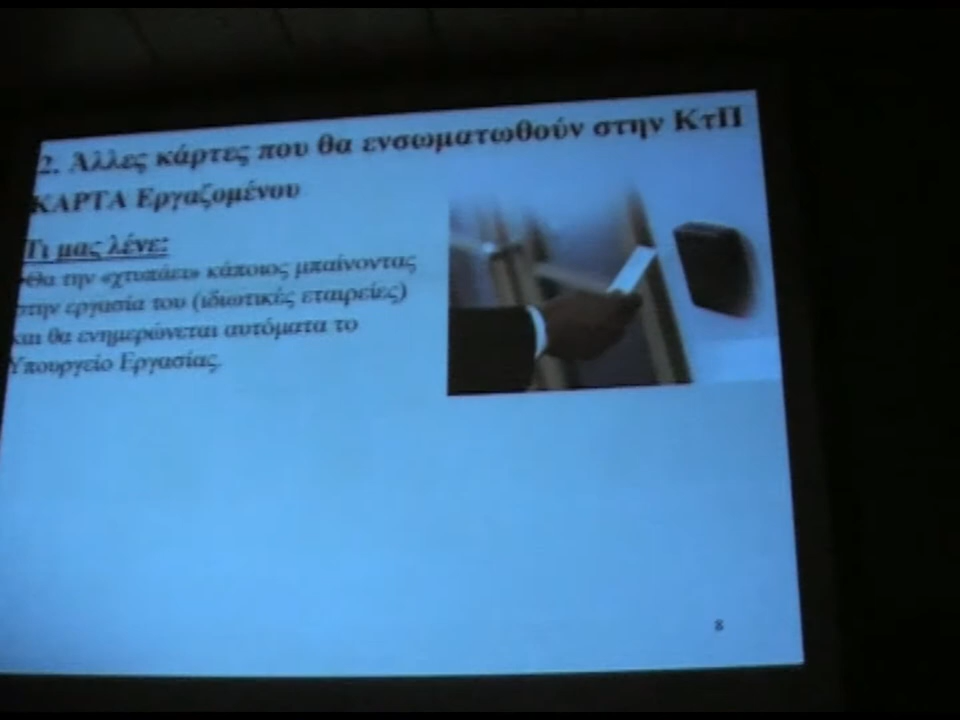 2. Άλλες κάρτες που θα ενσωματωθούν στην ΚτΠ
ΚΑΡΤΑ Εργαζομένου
Τι μας λένε:
•Θα την «χτυπάει» κάποιος μπαίνοντας
στην εργασία του (ιδιωτικές εταιρείες)
και θα ενημερώνεται αυτόματα το
Υπουργείο Εργασίας.
8